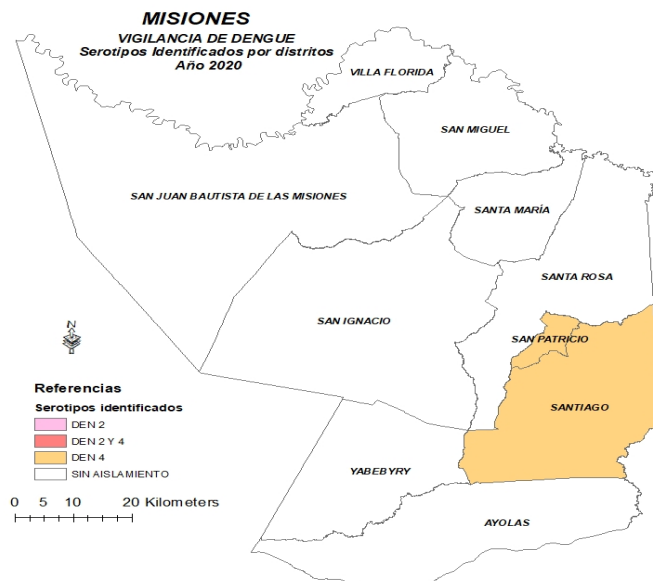 MISIONES
VIGILANCIA DE DENGUE
Serotipos Identificados por distritos
Año 2020
VILLA FLORIDA
SAN MIGUEL
SAN JUAN BAUTISTA DE LAS MISIONES
SANTA MARÍA
SANTA ROSA
SAN IGNACIO
SAN PATRICIO
SANTIAGO
YABEBYRY
AYOLAS
N
Referencias
Serotipos identificados
DEN 2
DEN 2 Y 4
DEN 4
SIN AISLAMIENTO
0 5 10 20 Kilometers